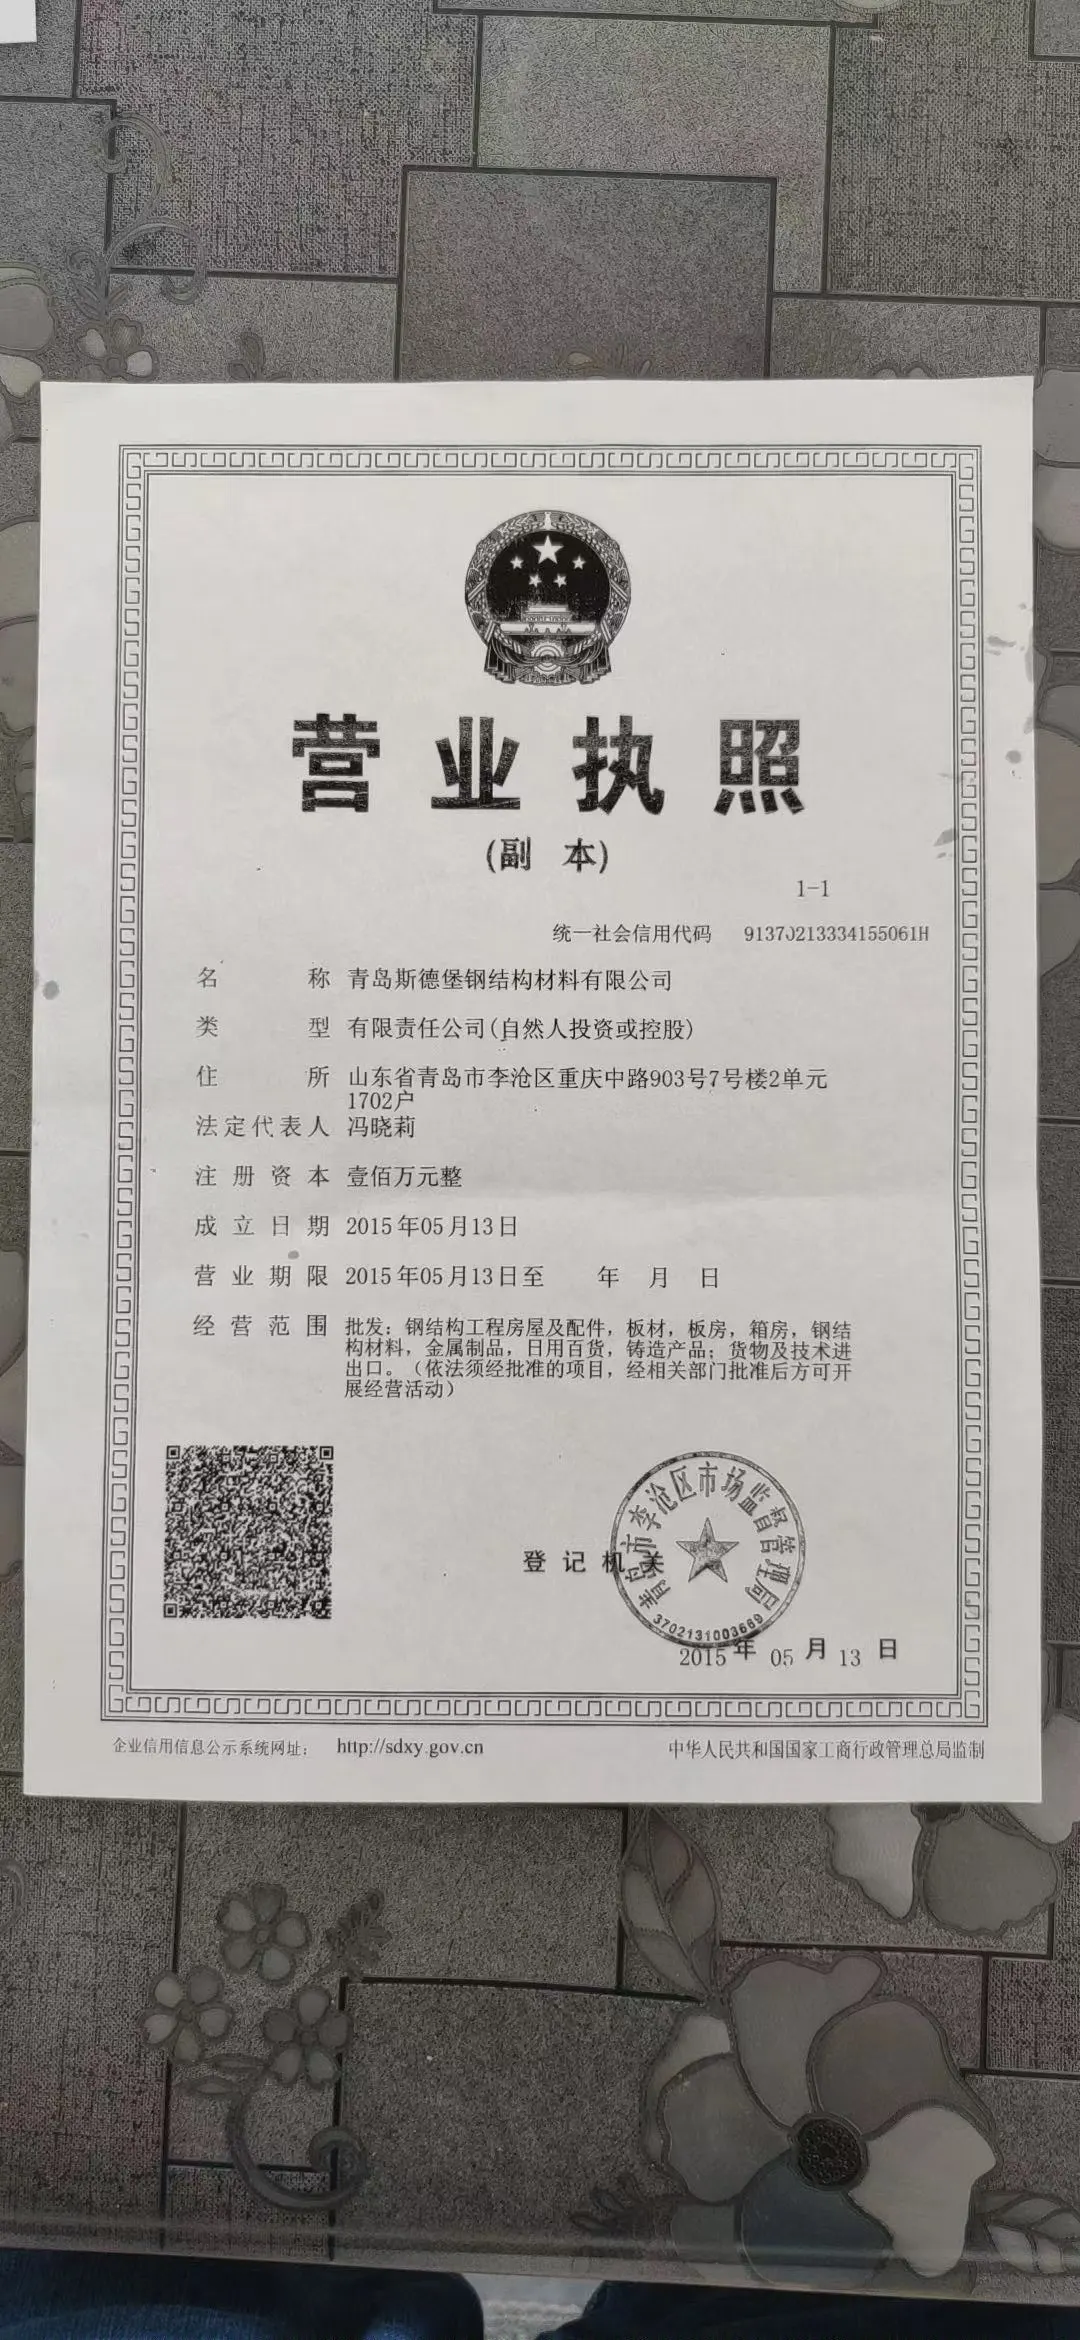 营业执照
(副 本)
1-1
统一社会信用代码 91370213334155061H
名称 青岛斯德堡钢结构材料有限公司
类型 有限责任公司(自然人投资或控股)
住所 山东省青岛市李沧区重庆中路903号7号楼2单元
1702户
法定代表人 冯晓莉
注册资本 壹佰万元整
成立日期 2015年05月13日
营业期限 2015年05月13日至 年 月 日
经营范围 批发：钢结构工程房屋及配件，板材，板房，箱房，钢结
构材料，金属制品，日用百货，铸造产品；货物及技术进
出口。（依法须经批准的项目，经相关部门批准后方可开
展经营活动）
青岛市李沧区市场监督管理局
登记机关
3702131003669
2015年05月13日
企业信用信息公示系统网址： http://sdxy.gov.cn
中华人民共和国国家工商行政管理总局监制